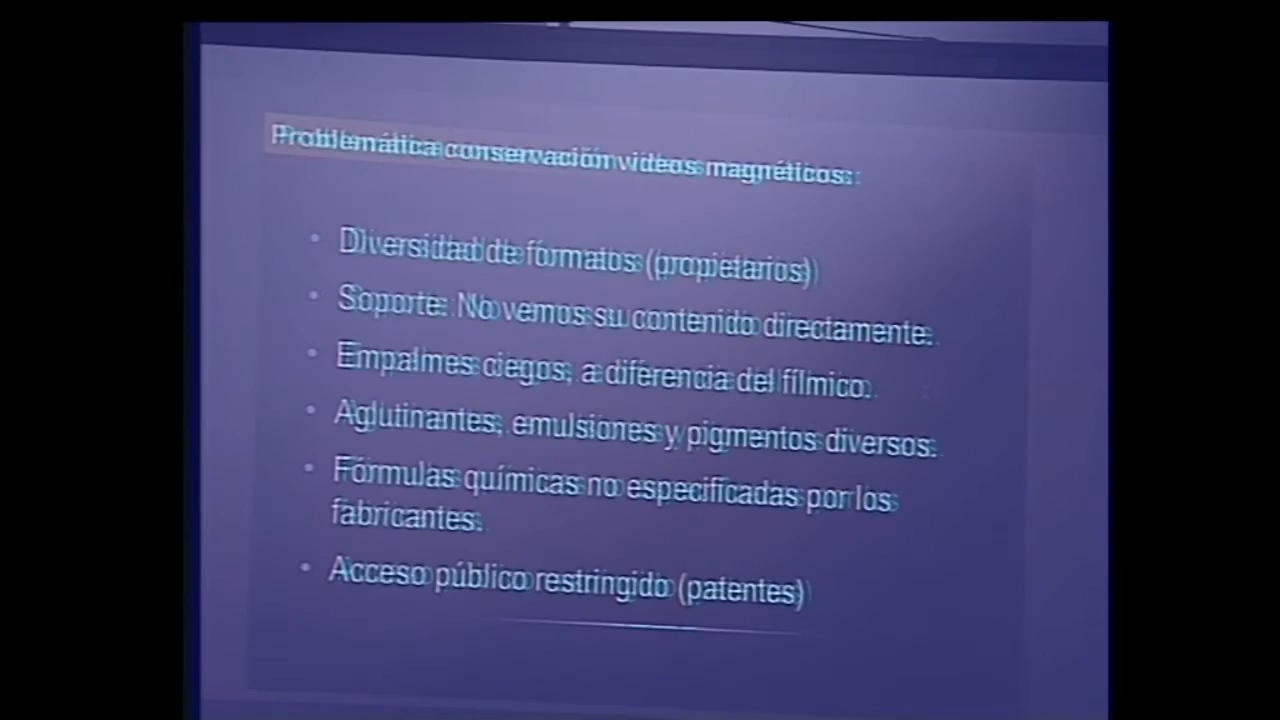 Problemática conservación videos magnéticos:
• Diversidad de formatos (propietarios)
• Soporte: No vemos su contenido directamente.
• Empalmes ciegos, a diferencia del fílmico.
• Aglutinantes, emulsiones y pigmentos diversos.
• Fórmulas químicas no especificadas por los
fabricantes.
• Acceso público restringido (patentes)